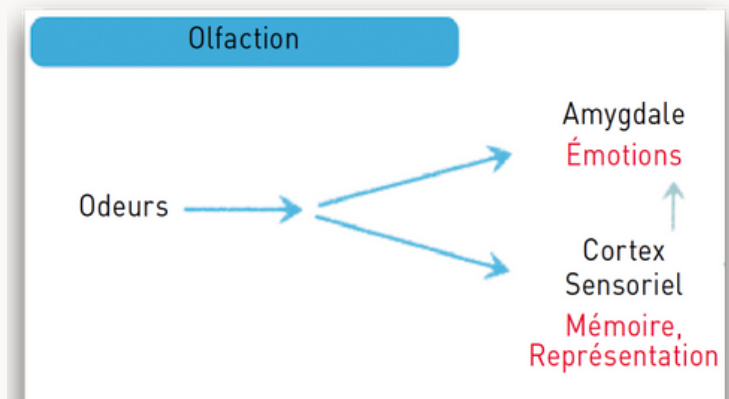 Olfaction
Amygdale
Émotions
Odeurs
Cortex
Sensoriel
Mémoire,
Représentation